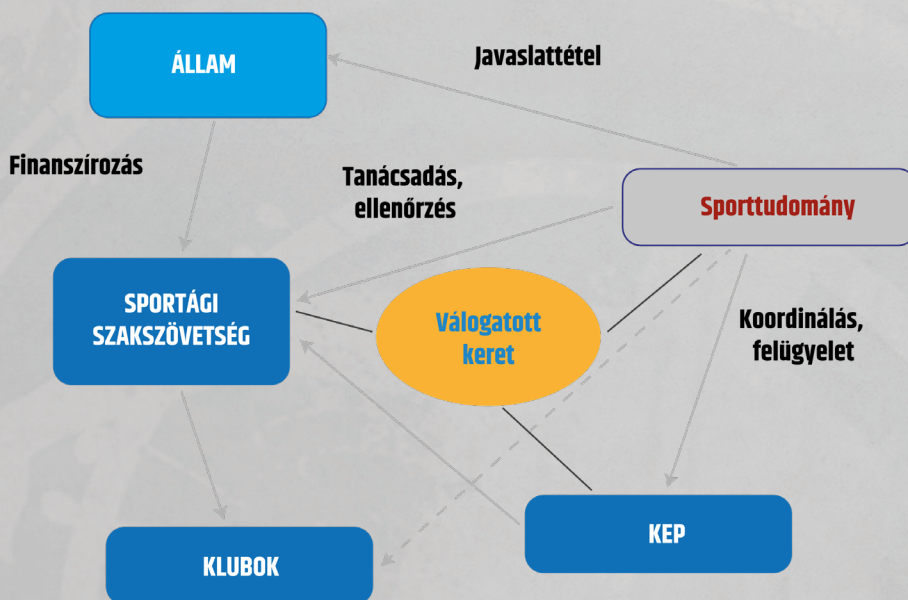 ÁLLAM
Javaslattétel
Finanszírozás
Tanácsadás,
ellenőrzés
Sporttudomány
SPORTÁGI
SZAKSZÖVETSÉG
Válogatott
keret
Koordinálás,
felügyelet
KEP
KLUBOK